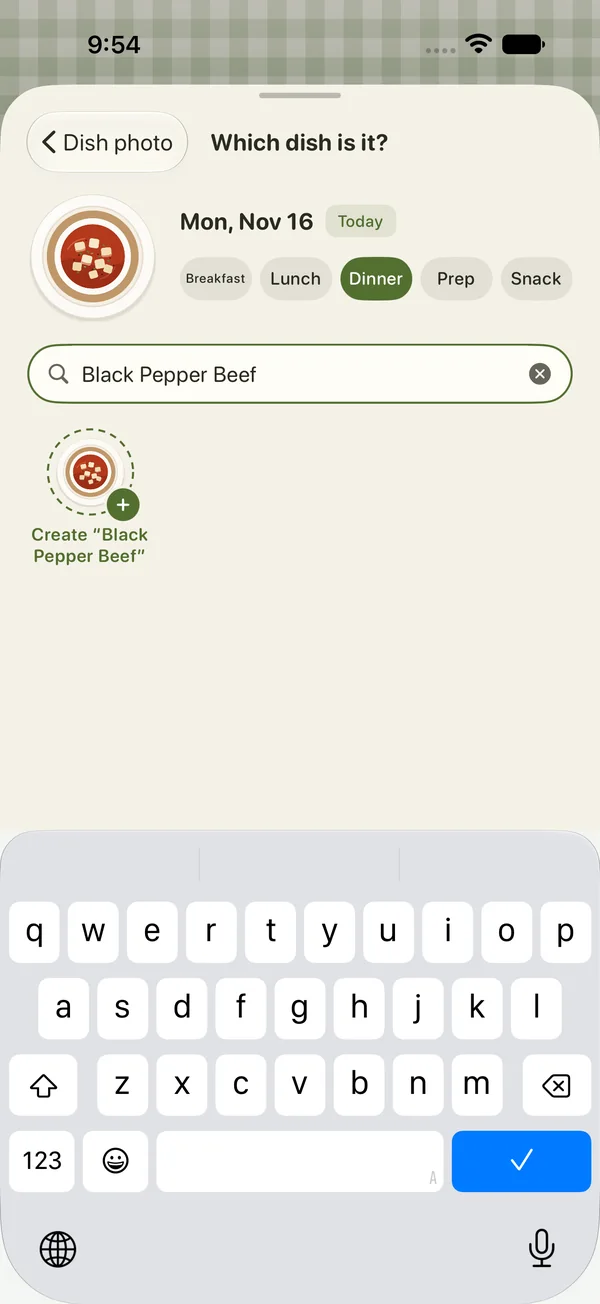 9:54
Dish photo
Which dish is it?
Mon, Nov 16
Today
Breakfast
Lunch
Dinner
Prep
Snack
Black Pepper Beef
Create “Black
Pepper Beef”
q w e r t y u i o p
a s d f g h j k l
z x c v b n m
123
A